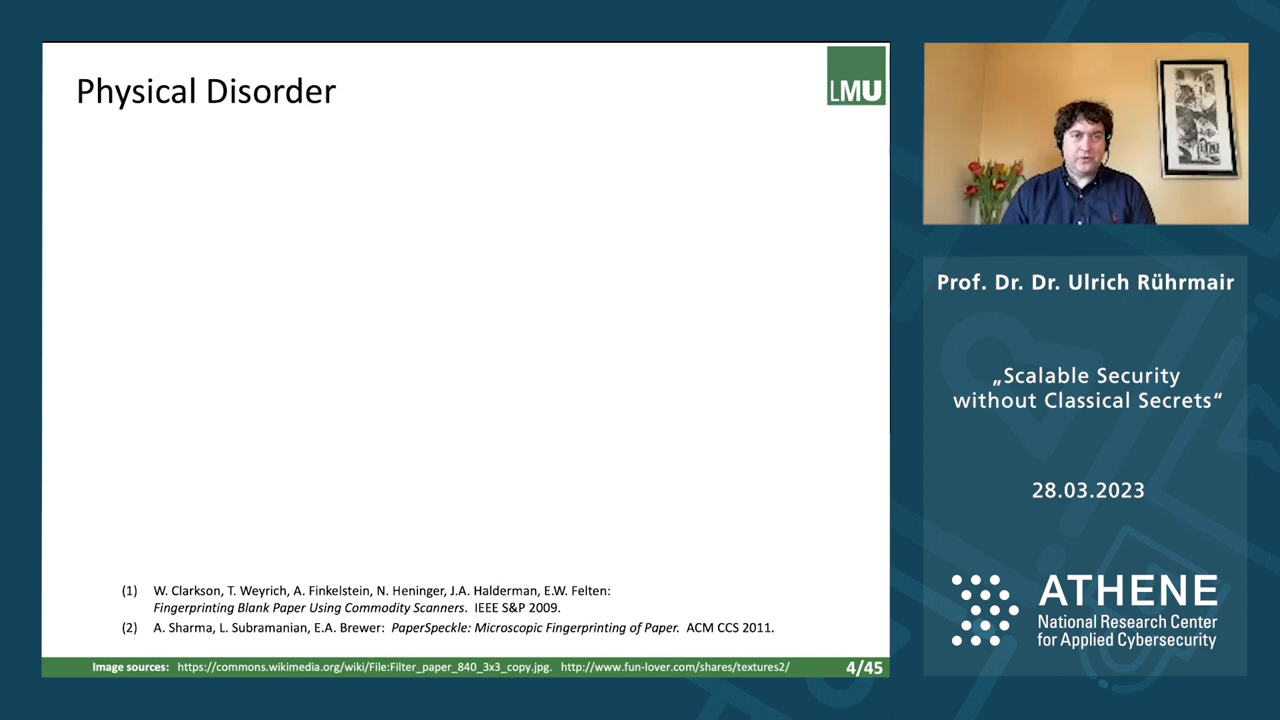 Physical Disorder
LMU
(1) W. Clarkson, T. Weyrich, A. Finkelstein, N. Heninger, J.A. Halderman, E.W. Felten:
Fingerprinting Blank Paper Using Commodity Scanners. IEEE S&P 2009.
(2) A. Sharma, L. Subramanian, E.A. Brewer: PaperSpeckle: Microscopic Fingerprinting of Paper. ACM CCS 2011.
Image sources: https://commons.wikimedia.org/wiki/File:Filter_paper_840_3x3_copy.jpg. http://www.fun-lover.com/shares/textures2/
4/45
Prof. Dr. Dr. Ulrich Rührmair
„Scalable Security
without Classical Secrets“
28.03.2023
ATHENE
National Research Center
for Applied Cybersecurity